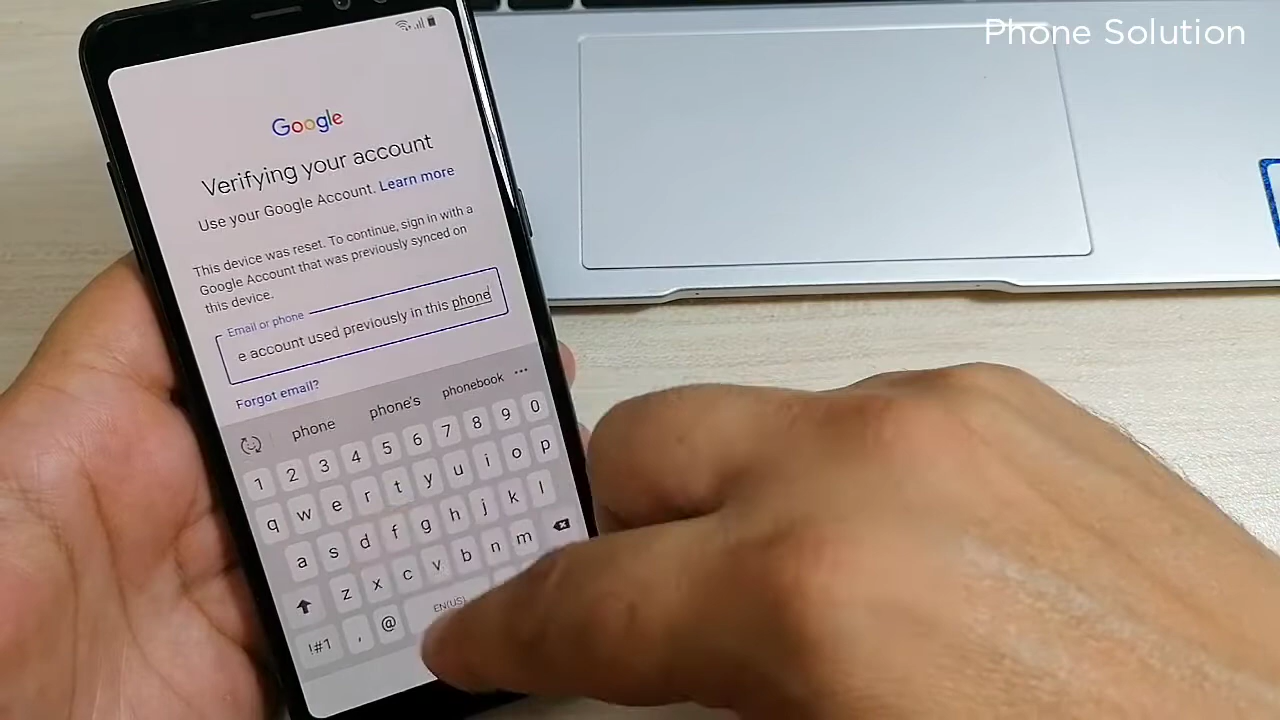 Phone Solution
Google
Verifying your account
Use your Google Account. Learn more
This device was reset. To continue, sign in with a
Google Account that was previously synced on
this device.
Email or phone
e account used previously in this phone
Forgot email?
phone phone's phonebook ...
1 2 3 4 5 6 7 8 9 0
q w e r t y u i o p
a s d f g h j k l
z x c v b n m
!#1 , @ EN(US)